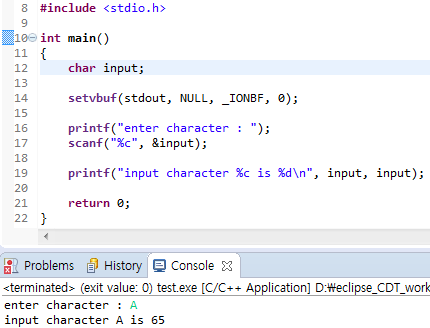 8 #include <stdio.h>
9
10 int main()
11 {
12     char input;
13
14     setvbuf(stdout, NULL, _IONBF, 0);
15
16     printf("enter character : ");
17     scanf("%c", &input);
18
19     printf("input character %c is %d\n", input, input);
20
21     return 0;
22 }
Problems History Console
<terminated> (exit value: 0) test.exe [C/C++ Application] D:₩eclipse_CDT_work
enter character : A
input character A is 65